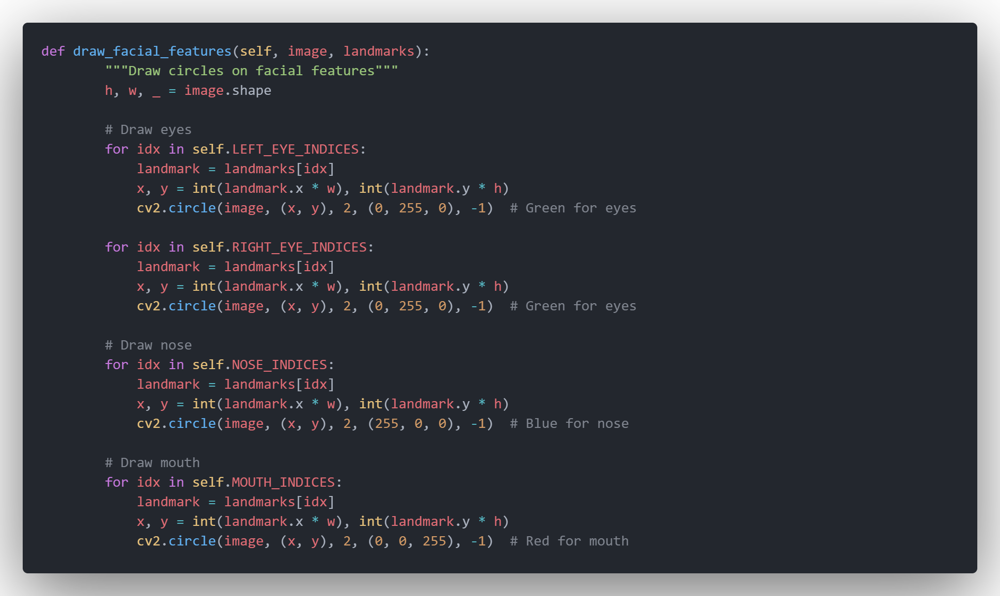 def draw_facial_features(self, image, landmarks):
        """Draw circles on facial features"""
        h, w, _ = image.shape

        # Draw eyes
        for idx in self.LEFT_EYE_INDICES:
            landmark = landmarks[idx]
            x, y = int(landmark.x * w), int(landmark.y * h)
            cv2.circle(image, (x, y), 2, (0, 255, 0), -1)  # Green for eyes

        for idx in self.RIGHT_EYE_INDICES:
            landmark = landmarks[idx]
            x, y = int(landmark.x * w), int(landmark.y * h)
            cv2.circle(image, (x, y), 2, (0, 255, 0), -1)  # Green for eyes

        # Draw nose
        for idx in self.NOSE_INDICES:
            landmark = landmarks[idx]
            x, y = int(landmark.x * w), int(landmark.y * h)
            cv2.circle(image, (x, y), 2, (255, 0, 0), -1)  # Blue for nose

        # Draw mouth
        for idx in self.MOUTH_INDICES:
            landmark = landmarks[idx]
            x, y = int(landmark.x * w), int(landmark.y * h)
            cv2.circle(image, (x, y), 2, (0, 0, 255), -1)  # Red for mouth